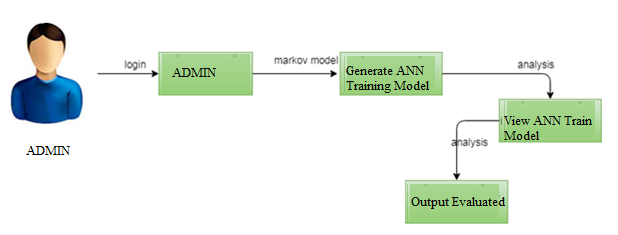 login
ADMIN
markov model
Generate ANN
Training Model
analysis
View ANN Train
Model
analysis
Output Evaluated
ADMIN